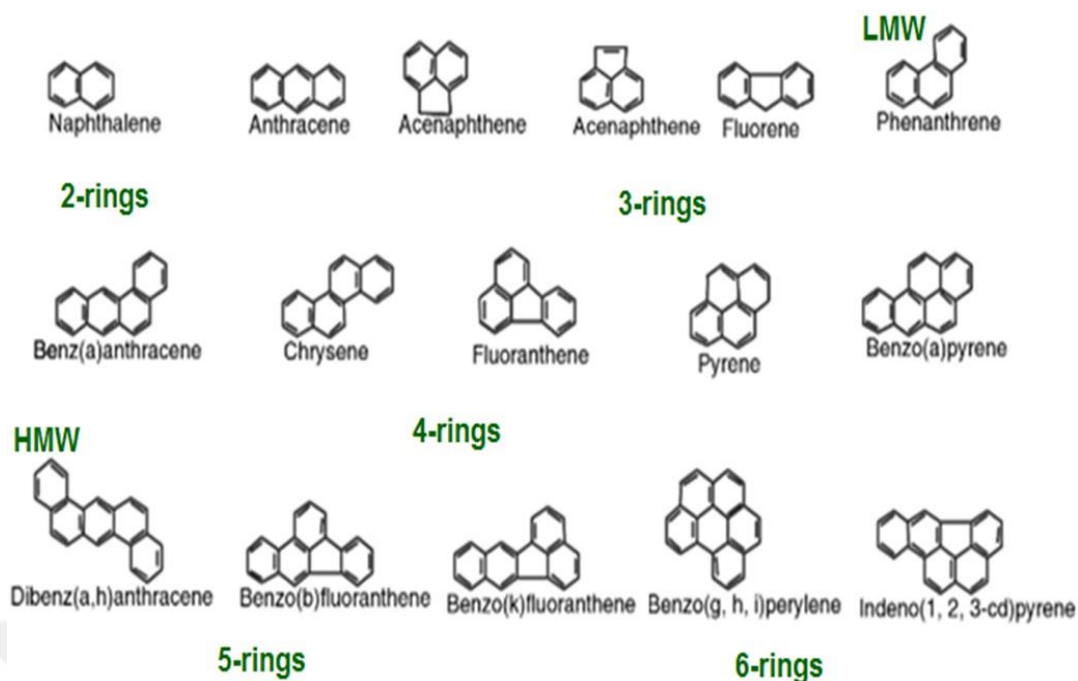 LMW
Naphthalene
Anthracene
Acenaphthene
Acenaphthene
Fluorene
Phenanthrene
2-rings
3-rings
Benz(a)anthracene
Chrysene
Fluoranthene
Pyrene
Benzo(a)pyrene
4-rings
HMW
Dibenz(a,h)anthracene
Benzo(b)fluoranthene
Benzo(k)fluoranthene
Benzo(g, h, i)perylene
Indeno(1, 2, 3-cd)pyrene
5-rings
6-rings